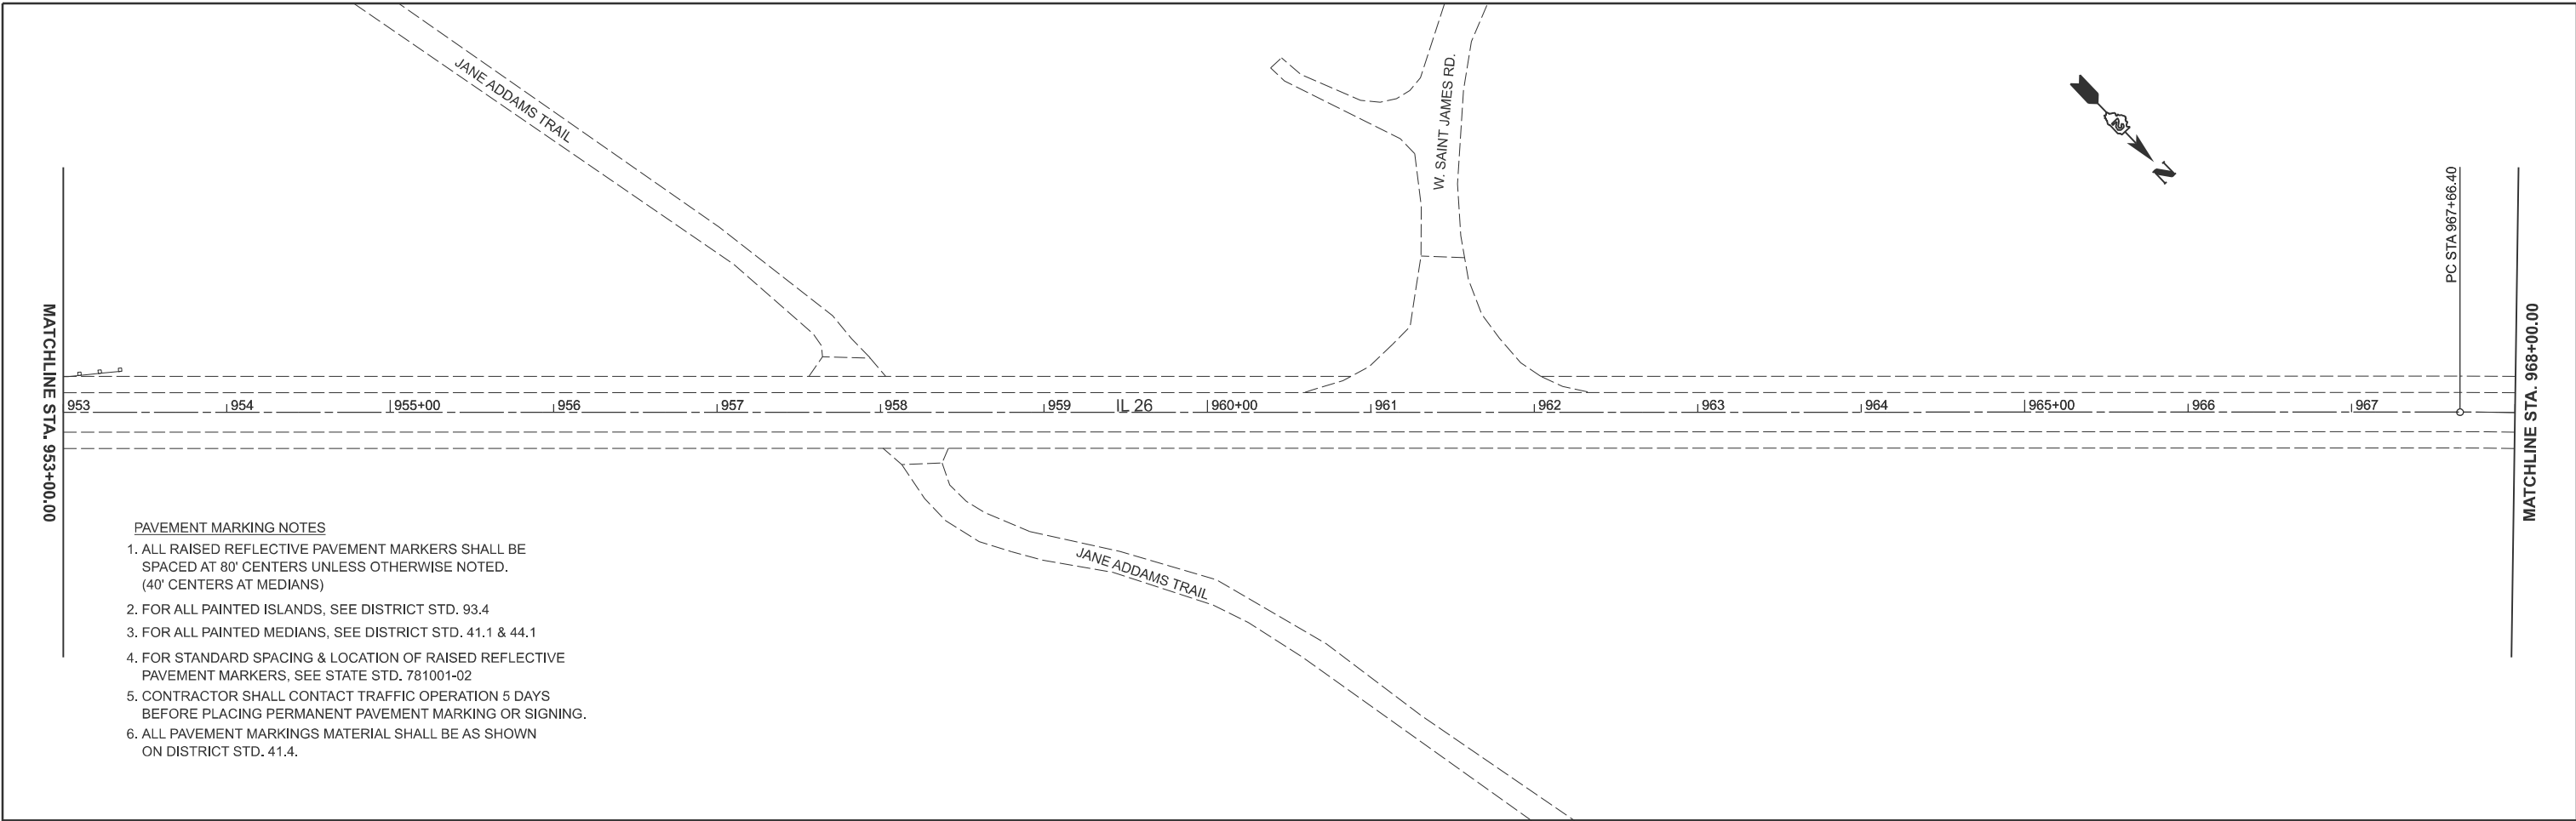 JANE ADDAMS TRAIL
W. SAINT JAMES RD.
N
PC STA 967+66.40
MATCHLINE STA. 953+00.00
MATCHLINE STA. 968+00.00
953 954 955+00 956 957 958 959 IL 26 960+00 961 962 963 964 965+00 966 967
JANE ADDAMS TRAIL
PAVEMENT MARKING NOTES
1. ALL RAISED REFLECTIVE PAVEMENT MARKERS SHALL BE
SPACED AT 80' CENTERS UNLESS OTHERWISE NOTED.
(40' CENTERS AT MEDIANS)
2. FOR ALL PAINTED ISLANDS, SEE DISTRICT STD. 93.4
3. FOR ALL PAINTED MEDIANS, SEE DISTRICT STD. 41.1 & 44.1
4. FOR STANDARD SPACING & LOCATION OF RAISED REFLECTIVE
PAVEMENT MARKERS, SEE STATE STD. 781001-02
5. CONTRACTOR SHALL CONTACT TRAFFIC OPERATION 5 DAYS
BEFORE PLACING PERMANENT PAVEMENT MARKING OR SIGNING.
6. ALL PAVEMENT MARKINGS MATERIAL SHALL BE AS SHOWN
ON DISTRICT STD. 41.4.